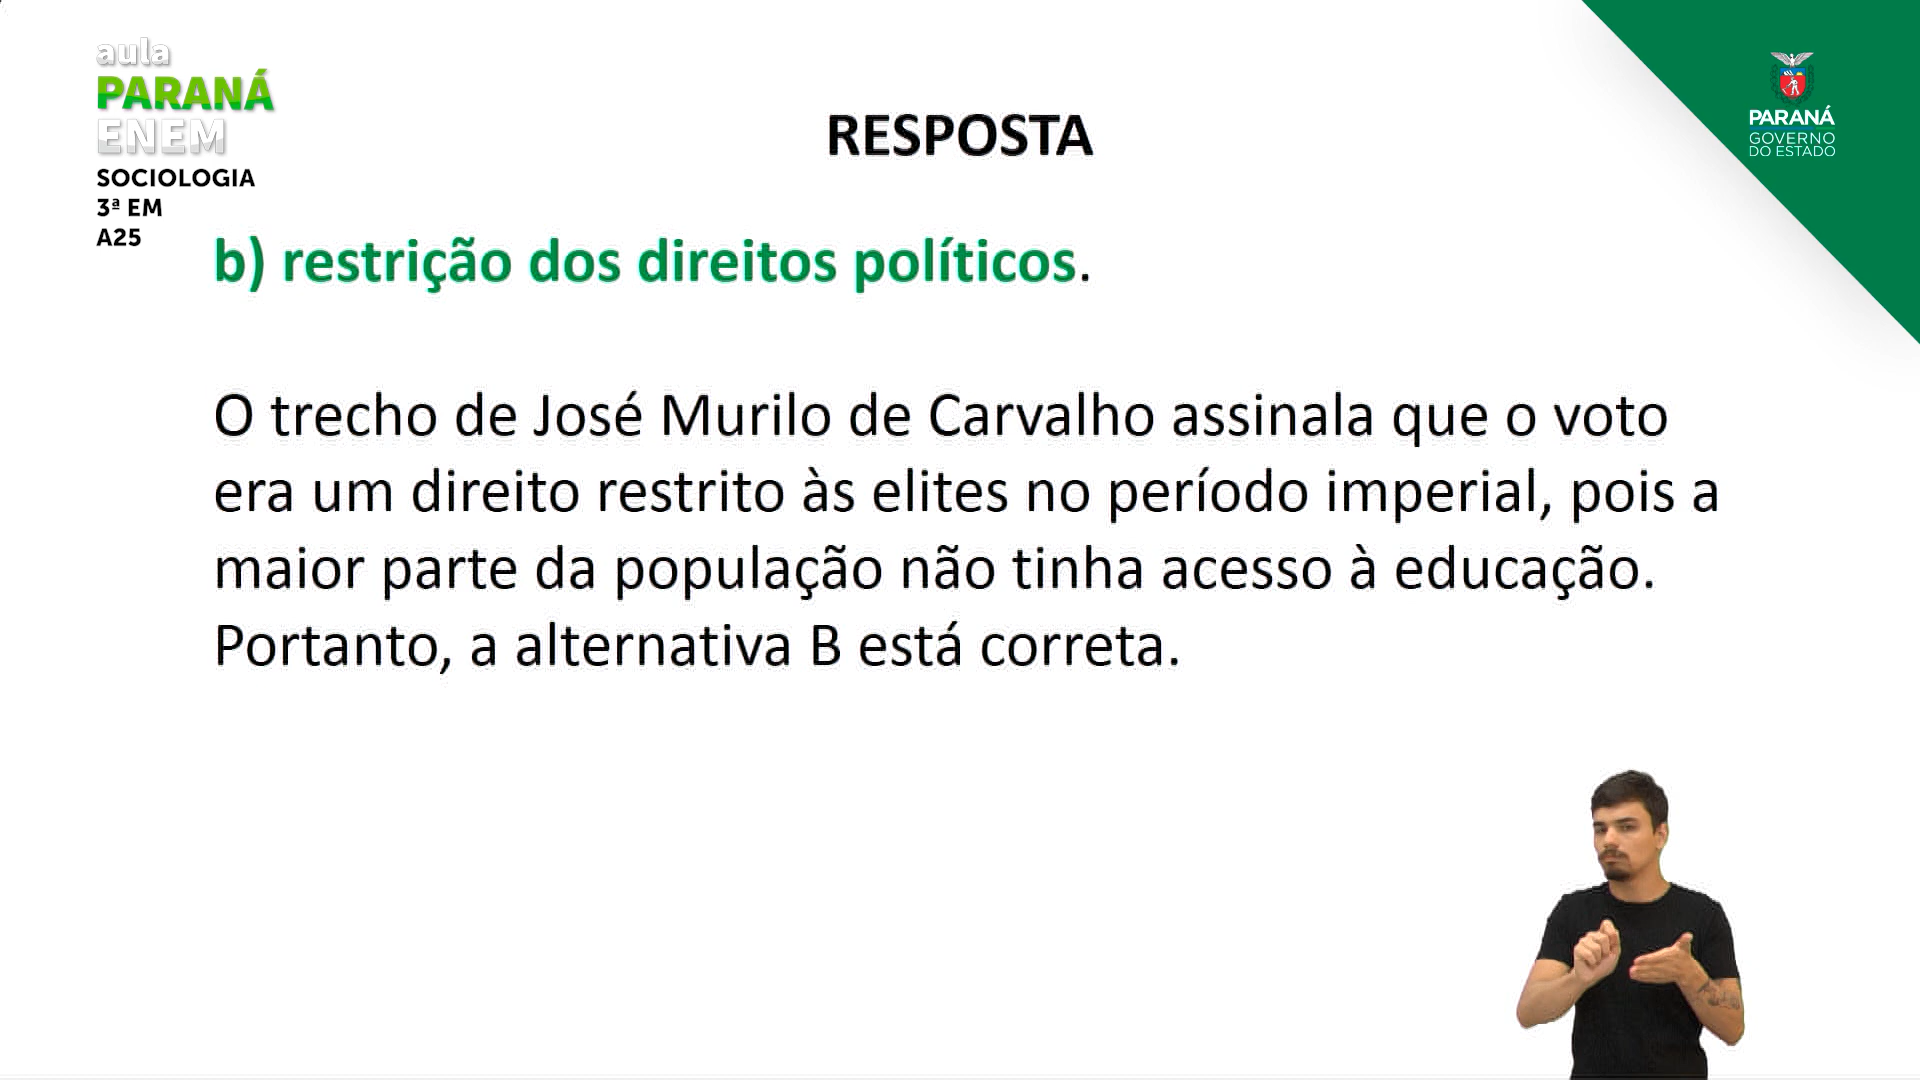 aula
PARANÁ
ENEM
SOCIOLOGIA
3ª EM
A25
PARANÁ
GOVERNO
DO ESTADO
RESPOSTA
b) restrição dos direitos políticos.
O trecho de José Murilo de Carvalho assinala que o voto
era um direito restrito às elites no período imperial, pois a
maior parte da população não tinha acesso à educação.
Portanto, a alternativa B está correta.